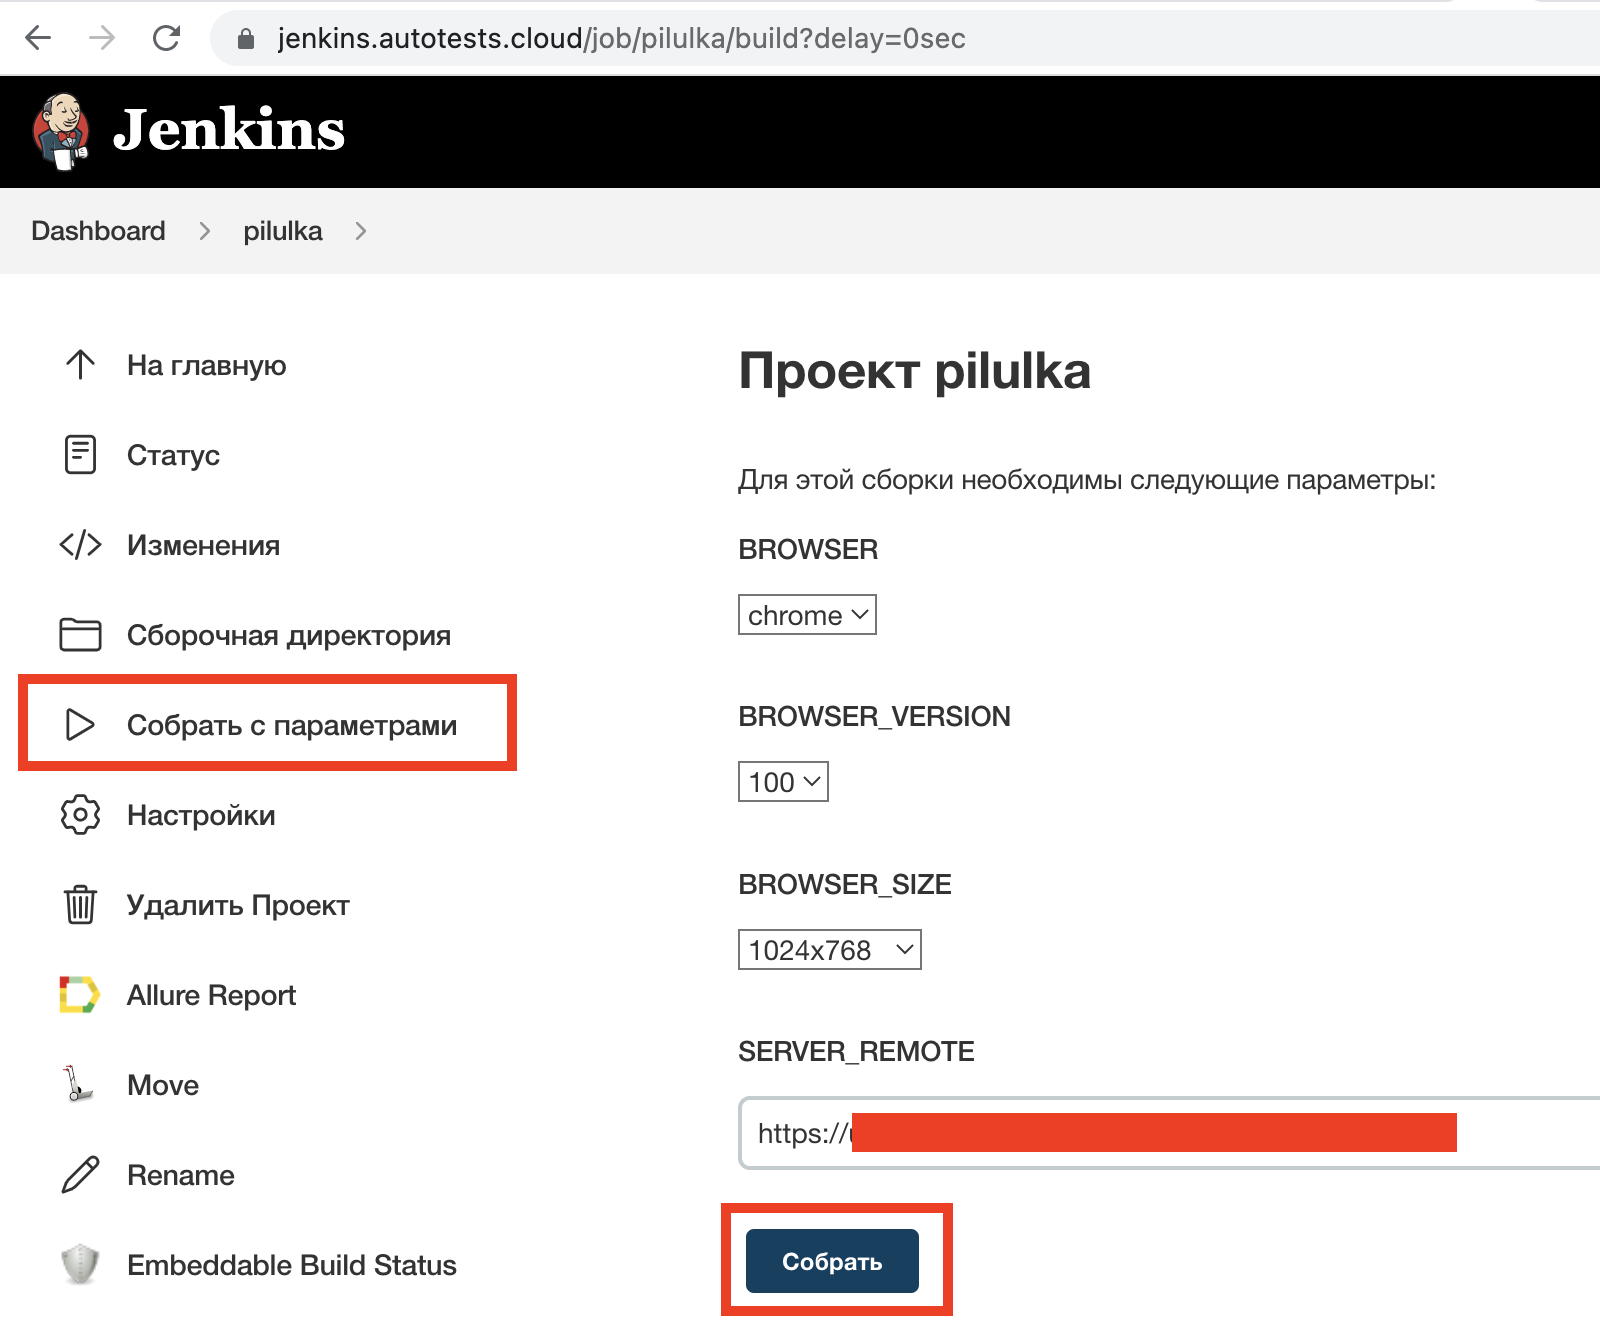 jenkins.autotests.cloud/job/pilulka/build?delay=0sec
Jenkins
Dashboard
pilulka
На главную
Статус
Изменения
Сборочная директория
Собрать с параметрами
Настройки
Удалить Проект
Allure Report
Move
Rename
Embeddable Build Status
Проект pilulka
Для этой сборки необходимы следующие параметры:
BROWSER
chrome
BROWSER_VERSION
100
BROWSER_SIZE
1024x768
SERVER_REMOTE
https://
Собрать